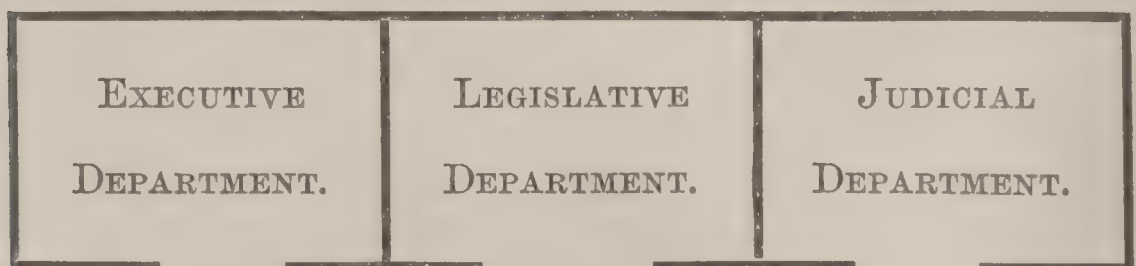 Executive
Department.
Legislative
Department.
Judicial
Department.